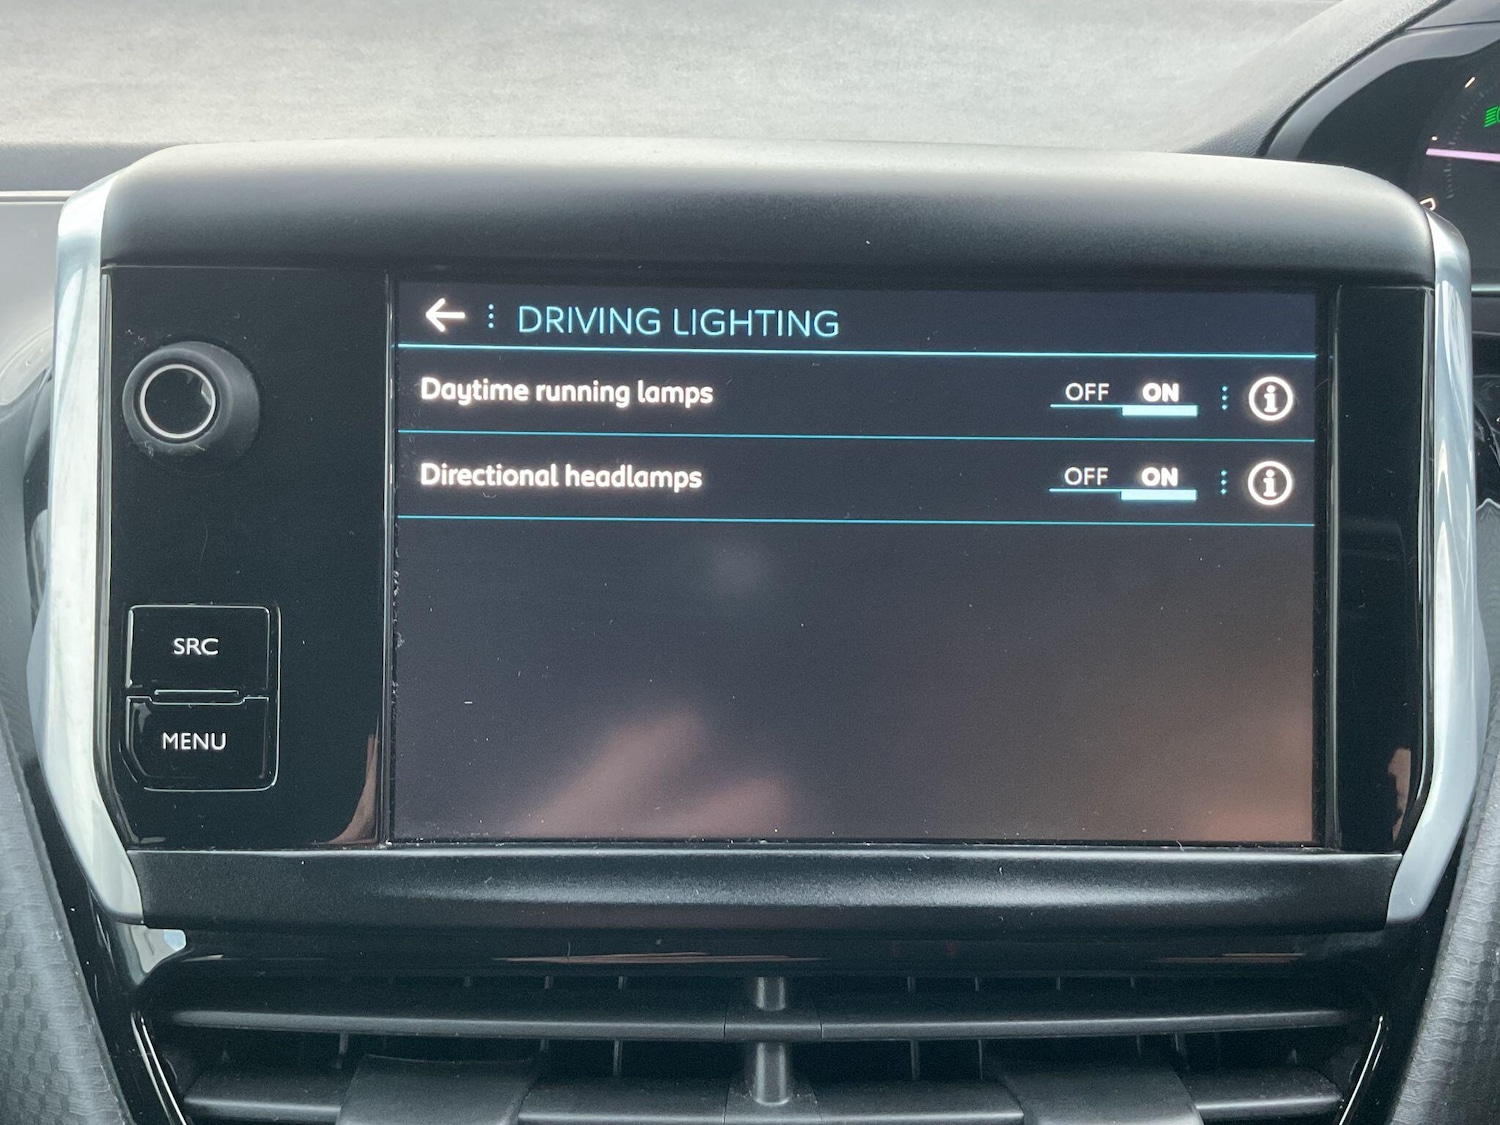 DRIVING LIGHTING
Daytime running lamps OFF ON
Directional headlamps OFF ON
SRC
MENU